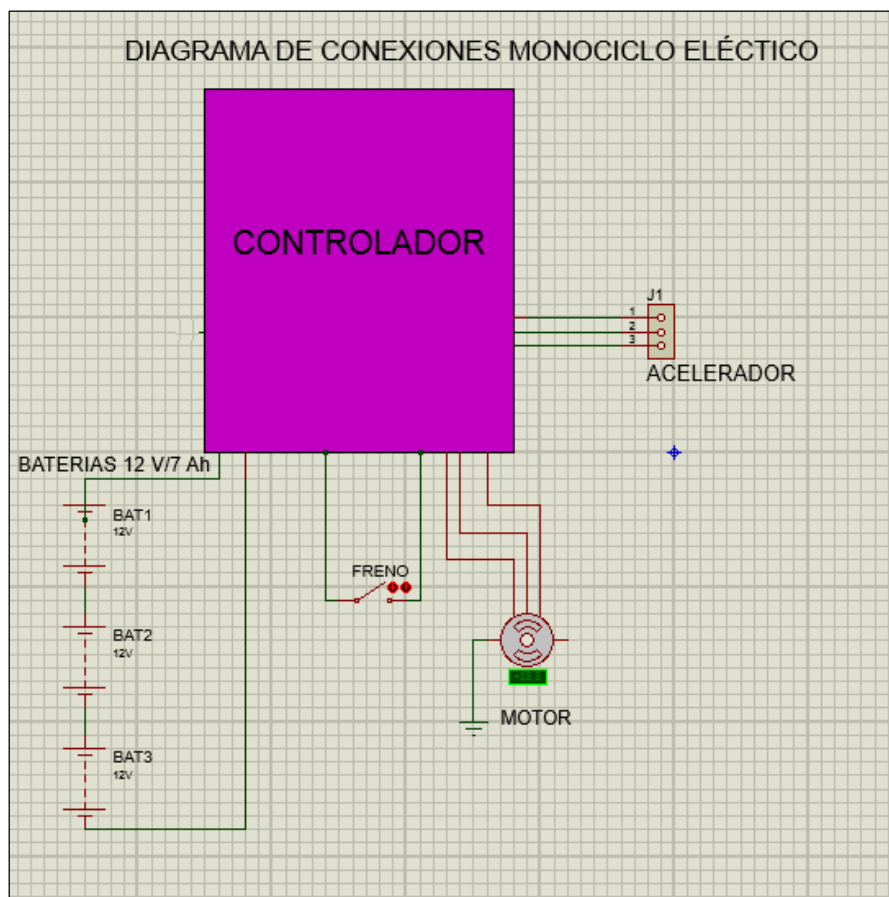 DIAGRAMA DE CONEXIONES MONOCICLO ELÉCTICO
CONTROLADOR
J1
1
2
3
ACELERADOR
BATERIAS 12 V/7 Ah
BAT1
12V
FRENO
BAT2
12V
MOTOR
BAT3
12V